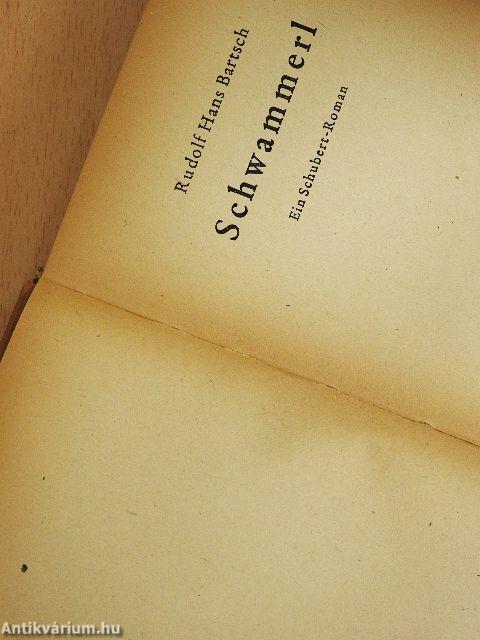 Rudolf Hans Bartsch
Schwammerl
Ein Schubert-Roman
Antikvárium.hu